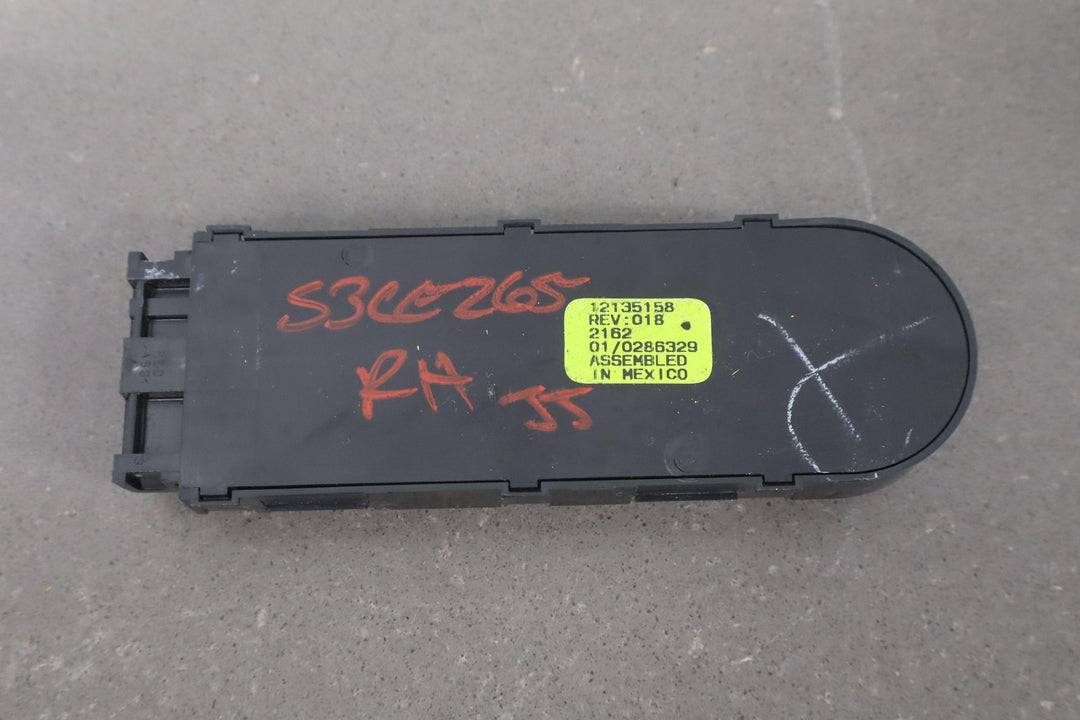 S3CC265
RH JJ
12135158
REV:018
2162
01/0286329
ASSEMBLED
IN MEXICO